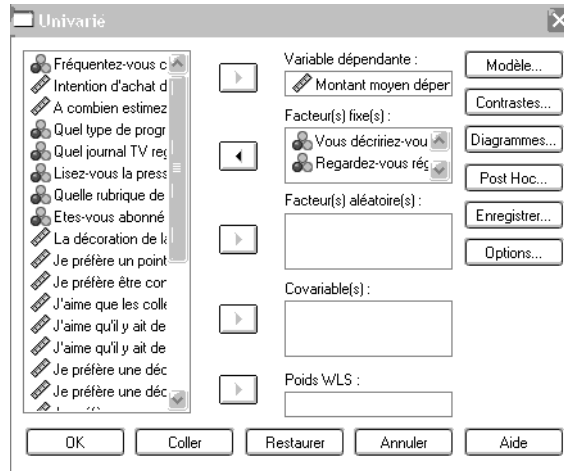 Univarié
Fréquentez-vous c
Intention d'achat d
A combien estimez
Quel type de progr
Quel journal TV reg
Lisez-vous la press
Quelle rubrique de
Etes-vous abonné
La décoration de la
Je préfère un point
Je préfère être cor
J'aime que les colle
J'aime qu'il y ait de
J'aime qu'il y ait de
Je préfère une déc
Je préfère une déc
Variable dépendante :
Montant moyen déper
Facteur(s) fixe(s) :
Vous décririez-vou
Regardez-vous rég
Facteur(s) aléatoire(s) :
Covariable(s) :
Poids WLS :
Modèle...
Contrastes...
Diagrammes...
Post Hoc...
Enregistrer...
Options...
OK
Coller
Restaurer
Annuler
Aide